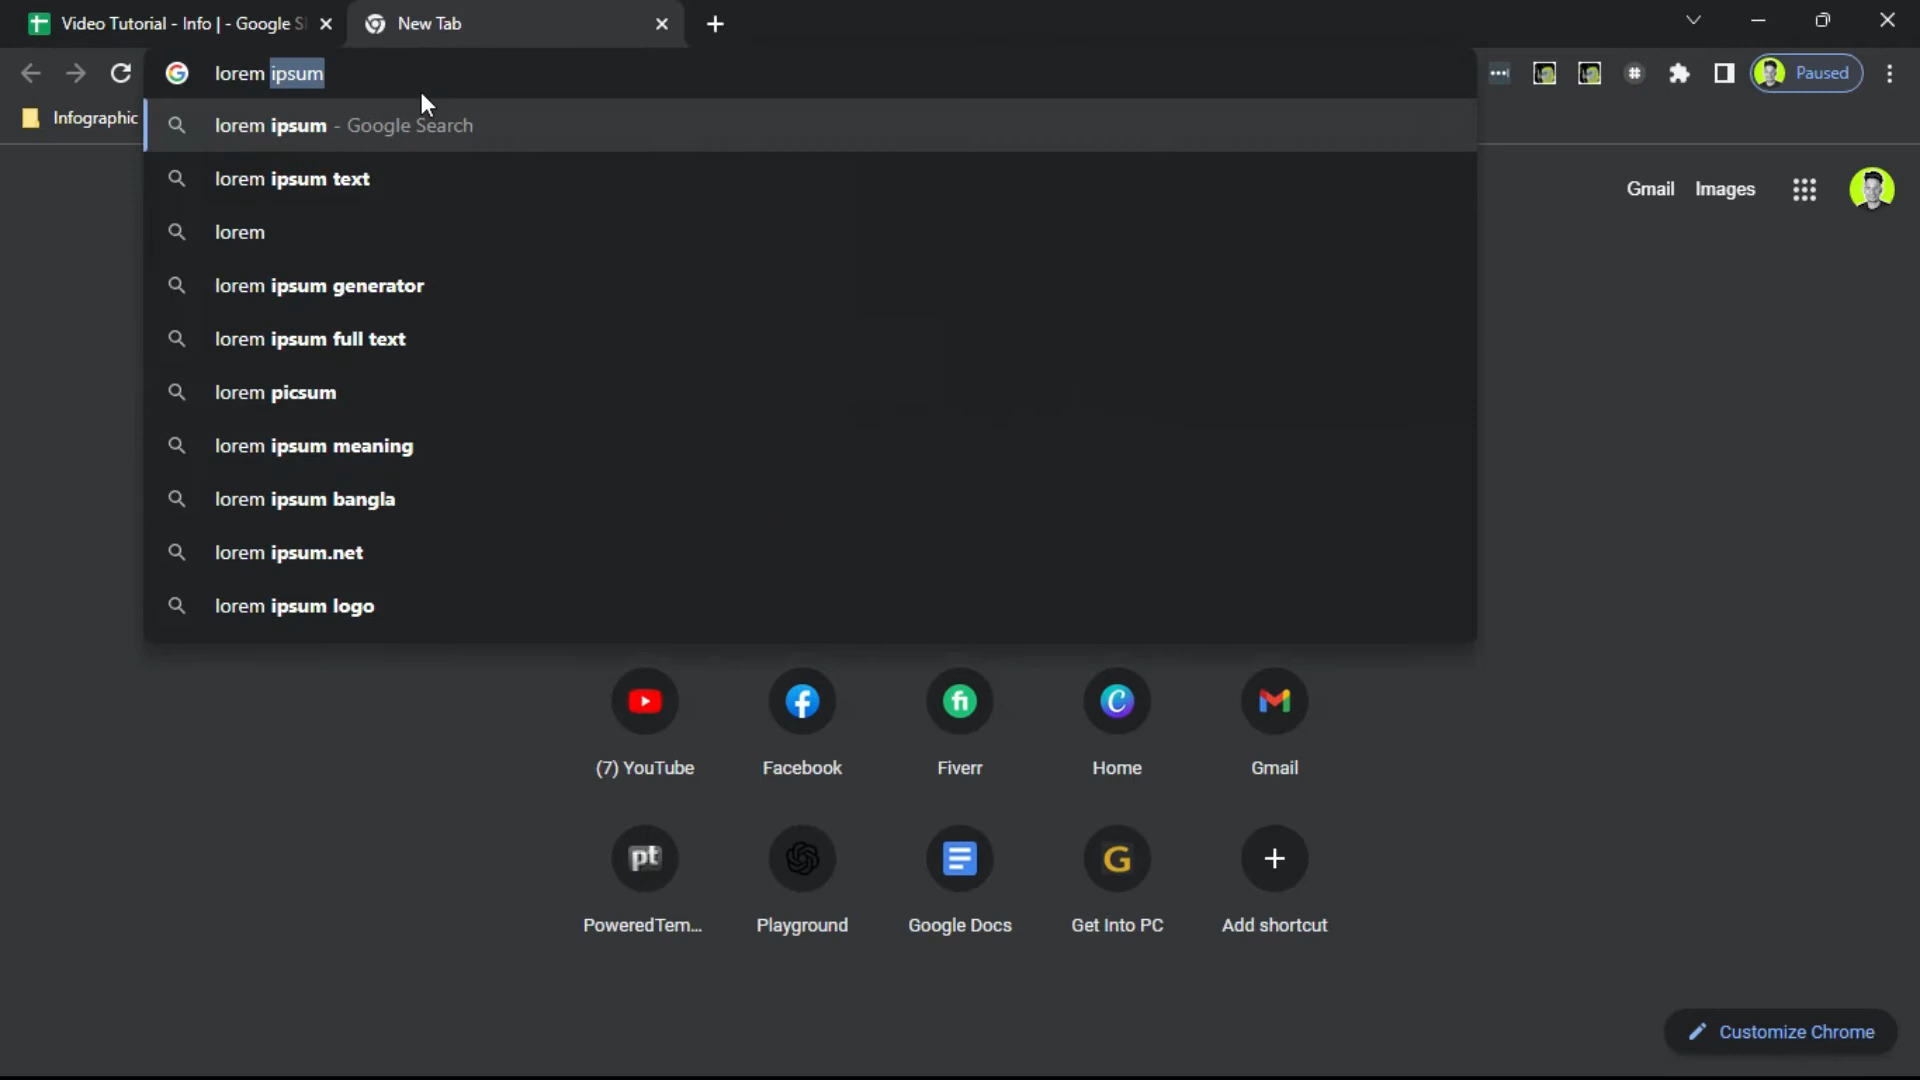 Video Tutorial - Info | - Google Sl
New Tab
lorem ipsum
Paused
Infographic
lorem ipsum - Google Search
lorem ipsum text
Gmail Images
lorem
lorem ipsum generator
lorem ipsum full text
lorem picsum
lorem ipsum meaning
lorem ipsum bangla
lorem ipsum.net
lorem ipsum logo
(7) YouTube
Facebook
Fiverr
Home
Gmail
pt
G
PoweredTem...
Playground
Google Docs
Get Into PC
Add shortcut
Customize Chrome